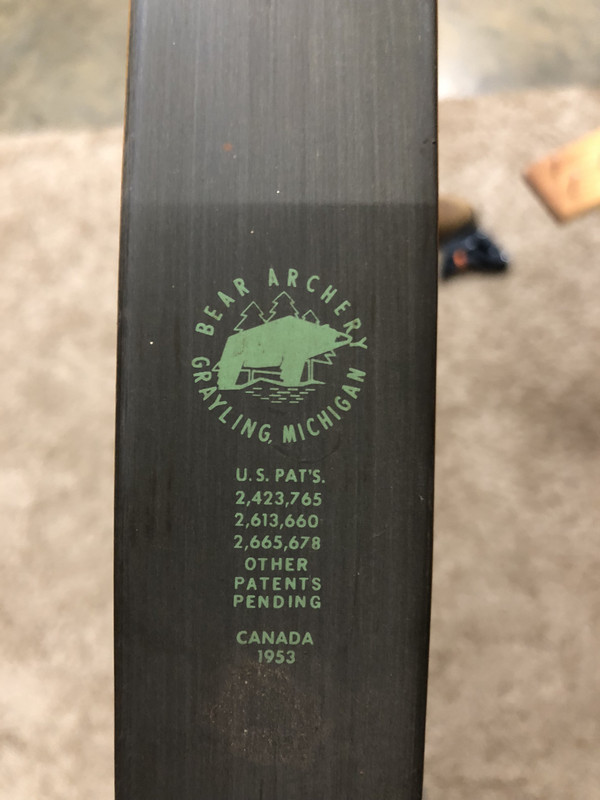 BEAR ARCHERY
GRAYLING, MICHIGAN
U.S. PAT'S.
2,423,765
2,613,660
2,665,678
OTHER
PATENTS
PENDING
CANADA
1953